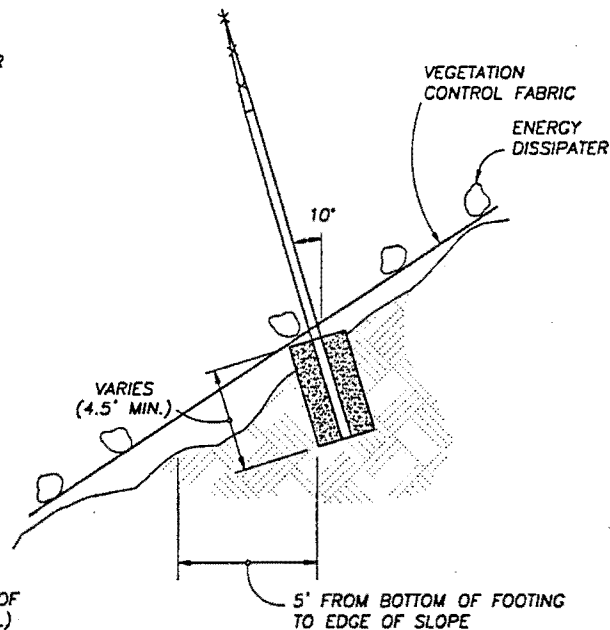 R
VEGETATION
CONTROL FABRIC
ENERGY
DISSIPATER
10°
VARIES
(4.5' MIN.)
OF
.)
5' FROM BOTTOM OF FOOTING
TO EDGE OF SLOPE